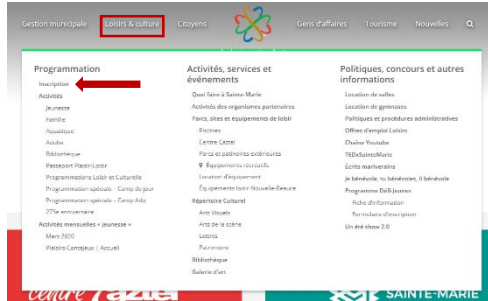 Gestion municipale
Loisirs & culture
Citoyens
Gens d'affaires
Tourisme
Nouvelles
Programmation
Inscription
Activités
Jeunesse
Famille
Aquatique
Adulte
Bibliothèque
Passeport Plaisir-Loisir
Programmations Loisir et Culturelle
Programmation spéciale - Camp de jour
Programmation spéciale - Camp Ado
275e anniversaire
Activités mensuelles « jeunesse »
Mars 2020
Plaisirs Contagieux | Accueil
Activités, services et
événements
Quoi faire à Sainte-Marie
Activités des organismes partenaires
Parcs, sites et équipements de loisir
Piscines
Centre Caztel
Parcs et patinoires extérieures
Équipements récréatifs
Location d'équipement
Équipements loisir Nouvelle-Beauce
Répertoire Culturel
Arts Visuels
Arts de la scène
Lettres
Patrimoine
Bibliothèque
Galerie d'art
Politiques, concours et autres
informations
Location de salles
Location de gymnases
Politiques et procédures administratives
Offres d'emploi Loisirs
Chaîne Youtube
TEDxSainteMarie
Écrits mariverains
Je bénévole, tu bénévoles, il bénévole
Programme Défi-Jeunes
Fiche d'information
Formulaire d'inscription
Un été show 2.0
centre Caztel
SAINTE-MARIE